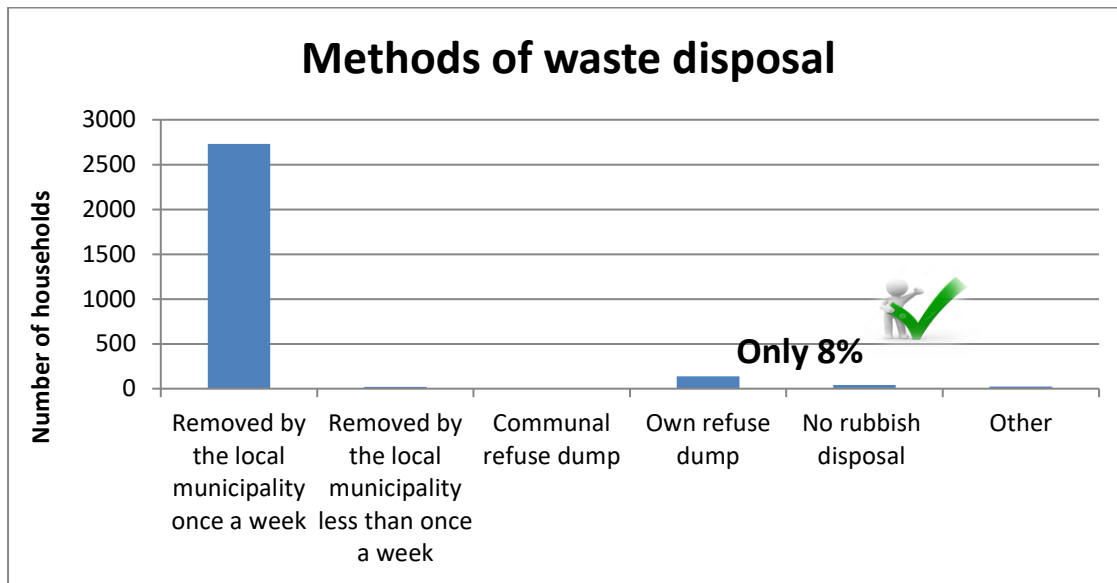 Methods of waste disposal
Number of households
3000
2500
2000
1500
1000
500
0
Only 8%
Removed by
the local
municipality
once a week
Removed by
the local
municipality
less than once
a week
Communal
refuse dump
Own refuse
dump
No rubbish
disposal
Other